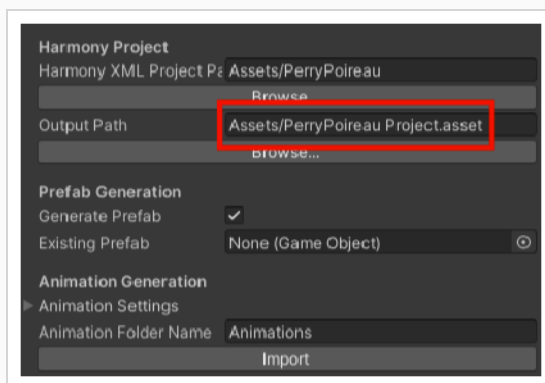 Harmony Project
Harmony XML Project Pa Assets/PerryPoireau
Browse...
Output Path Assets/PerryPoireau Project.asset
Browse...
Prefab Generation
Generate Prefab
Existing Prefab None (Game Object)
Animation Generation
Animation Settings
Animation Folder Name Animations
Import